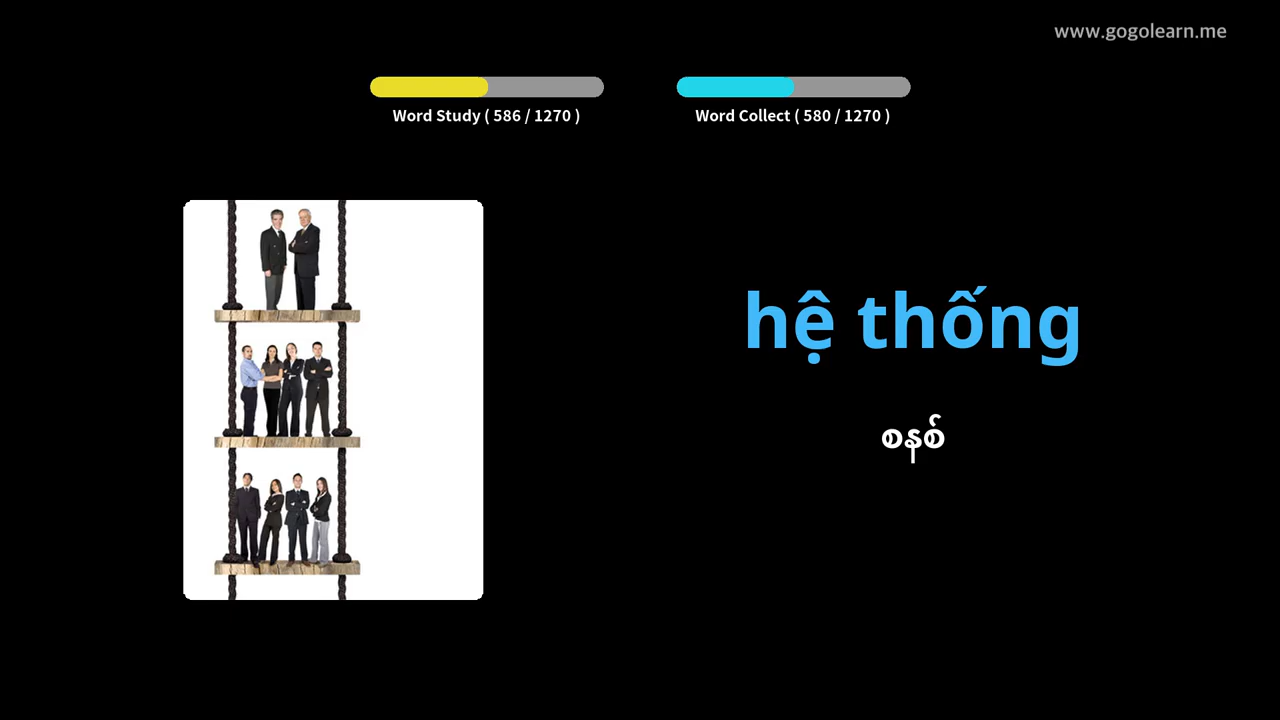 www.gogolearn.me
Word Study ( 586 / 1270 )
Word Collect ( 580 / 1270 )
hệ thống
စနစ်